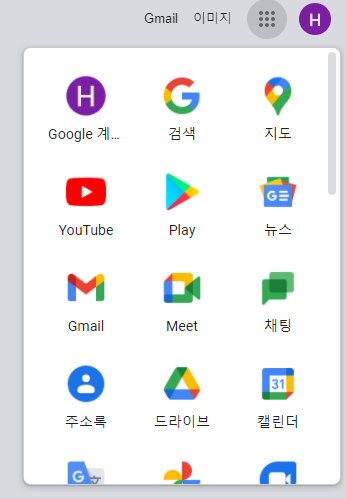 Gmail 이미지 H
H
Google 계...
검색
지도
YouTube
Play
GE
뉴스
Gmail
Meet
채팅
주소록
드라이브
31
캘린더
G